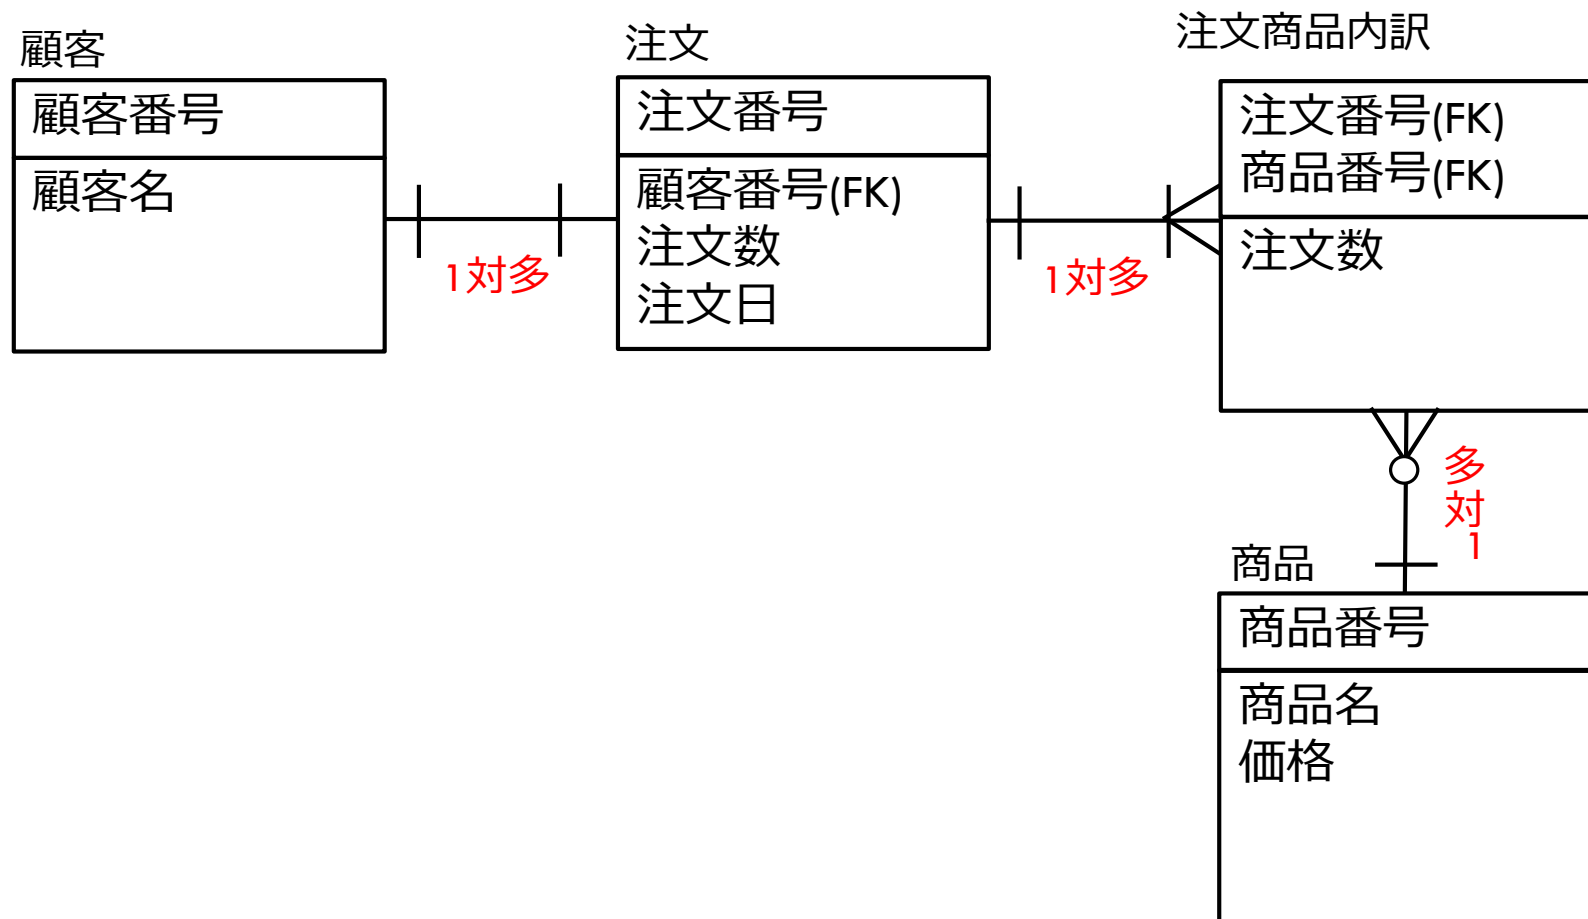 顧客
顧客番号
顧客名
1対多
注文
注文番号
顧客番号(FK)
注文数
注文日
1対多
注文商品内訳
注文番号(FK)
商品番号(FK)
注文数
多対1
商品
商品番号
商品名
価格